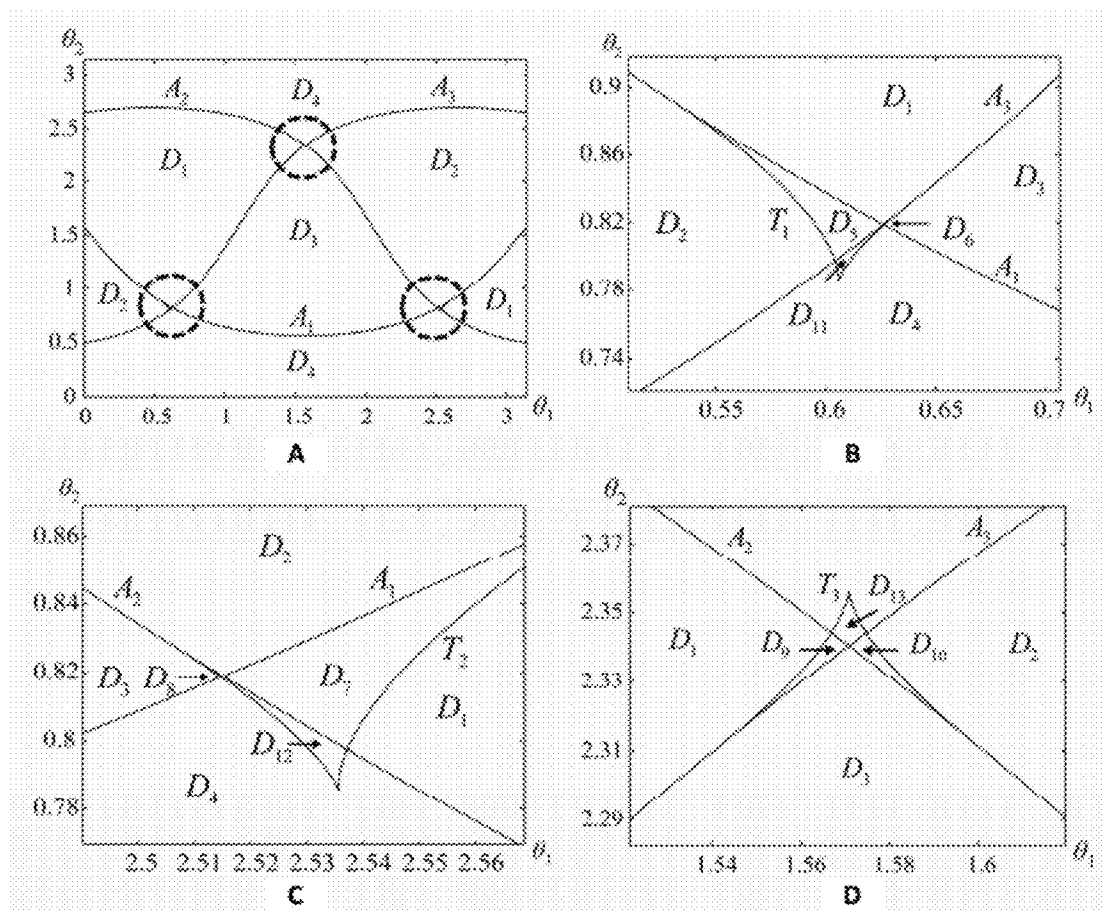 θ₂
3
2.5
2
1.5
1
0.5
0
0 0.5 1 1.5 2 2.5 3 θ₁
A₂ D₄ A₃
D₁ D₂
D₃
D₂ D₁
A₁
D₄
A
θ₂
0.9
0.86
0.82
0.78
0.74
0.55 0.6 0.65 0.7 θ₁
D₁ A₃
D₃
D₂ T₁ D₅ D₆
A₁
D₁₁ D₄
B
θ₂
0.86
0.84
0.82
0.8
0.78
2.5 2.51 2.52 2.53 2.54 2.55 2.56 θ₁
D₂
A₂ A₁
T₂
D₃ D₈ D₇
D₁
D₁₂
D₄
C
θ₂
2.37
2.35
2.33
2.31
2.29
1.54 1.56 1.58 1.6 θ₁
A₂ A₃
T₃ D₁₃
D₁ D₉ D₁₀ D₂
D₃
D